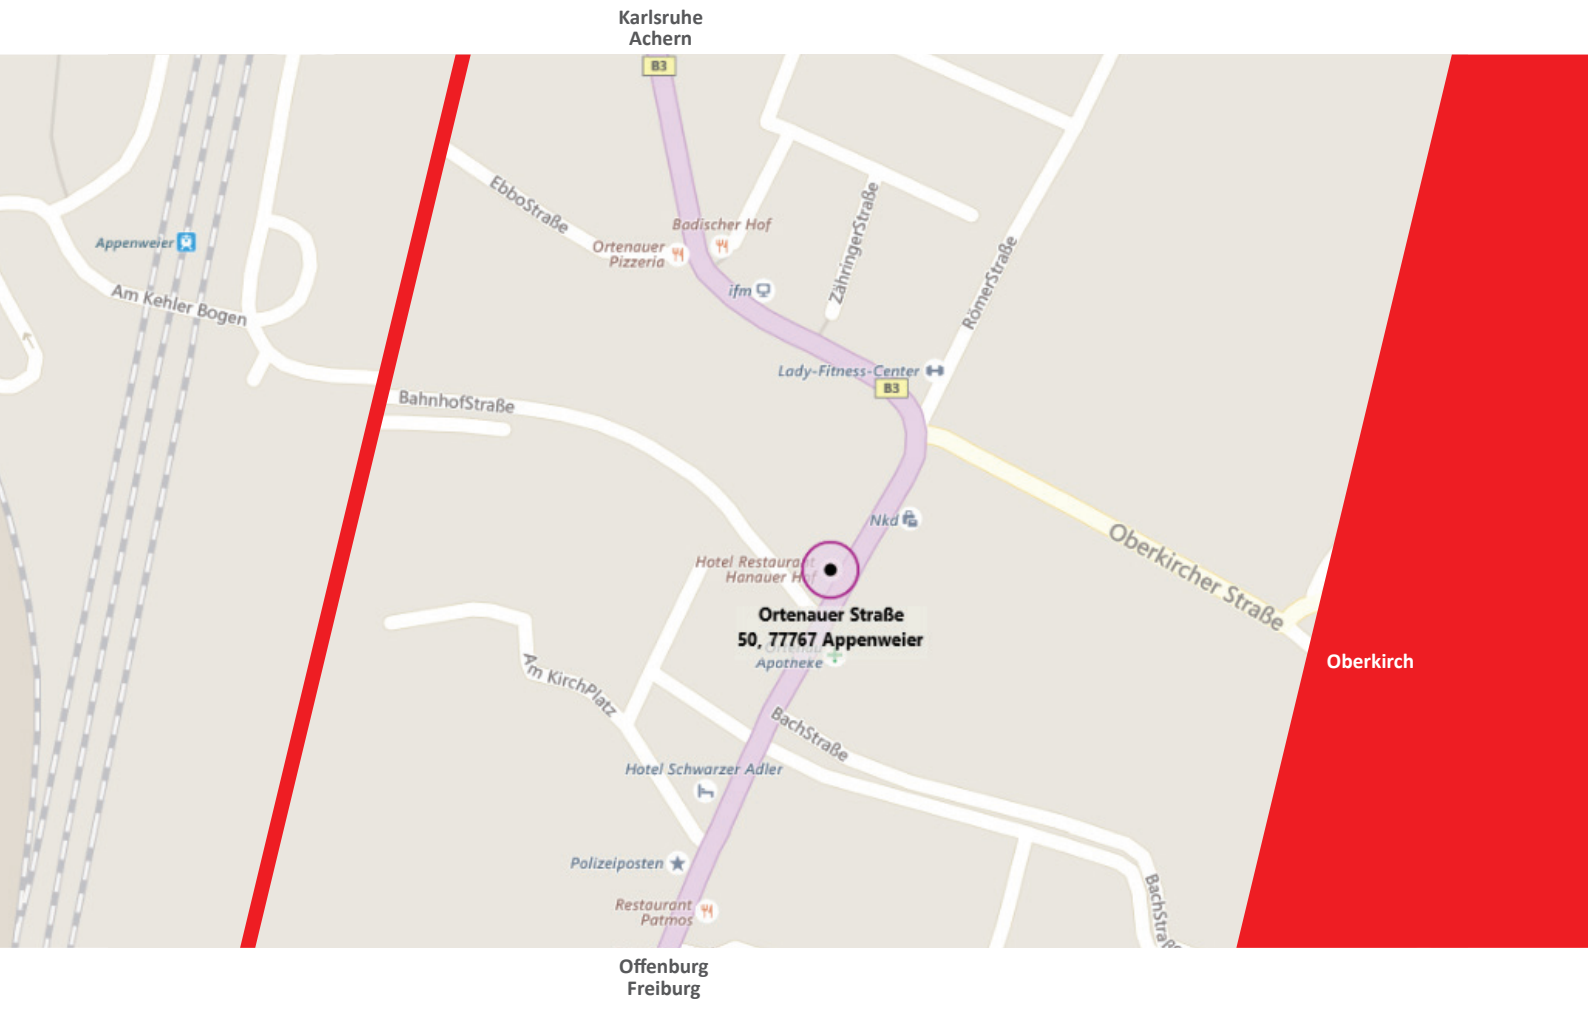 Karlsruhe
Achern
B3
EbboStraße
Badischer Hof
Ortenauer
Pizzeria
Appenweier
Am Kehler Bogen
ifm
ZähringerStraße
RömerStraße
Lady-Fitness-Center
B3
BahnhofStraße
Nkd
Oberkircher Straße
Hotel Restaurant
Hanauer Hof
Ortenauer Straße
50, 77767 Appenweier
Ortenau
Apotheke
Oberkirch
Am KirchPlatz
BachStraße
Hotel Schwarzer Adler
Polizeiposten
BachStraße
Restaurant
Patmos
Offenburg
Freiburg